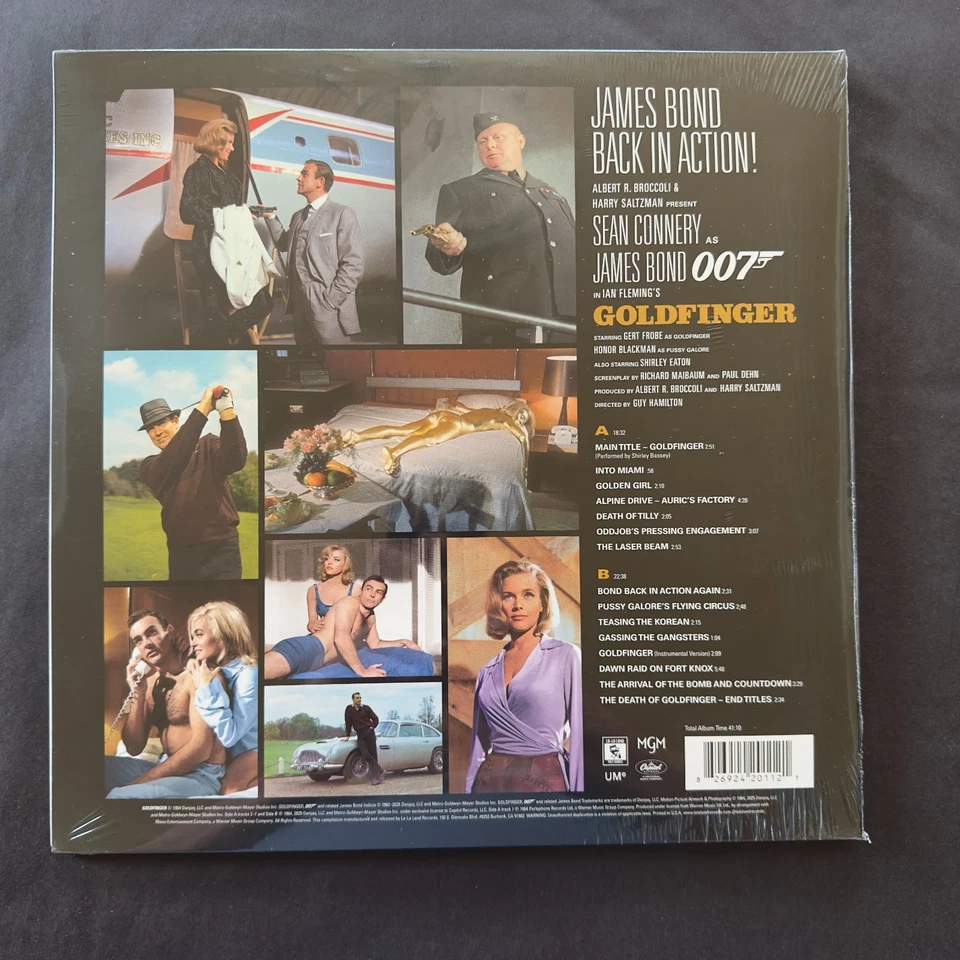 ES INC
JAMES BOND
BACK IN ACTION!
ALBERT R. BROCCOLI &
HARRY SALTZMAN PRESENT
SEAN CONNERY AS
JAMES BOND 007
IN IAN FLEMING'S
GOLDFINGER
STARRING GERT FROBE AS GOLDFINGER
HONOR BLACKMAN AS PUSSY GALORE
ALSO STARRING SHIRLEY EATON
SCREENPLAY BY RICHARD MAIBAUM AND PAUL DEHN
PRODUCED BY ALBERT R. BROCCOLI AND HARRY SALTZMAN
DIRECTED BY GUY HAMILTON
A 18:32
MAIN TITLE – GOLDFINGER 2:51
(Performed by Shirley Bassey)
INTO MIAMI :56
GOLDEN GIRL 2:10
ALPINE DRIVE – AURIC'S FACTORY 4:28
DEATH OF TILLY 2:05
ODDJOB'S PRESSING ENGAGEMENT 3:07
THE LASER BEAM 2:53
B 22:38
BOND BACK IN ACTION AGAIN 2:31
PUSSY GALORE'S FLYING CIRCUS 2:48
TEASING THE KOREAN 2:15
GASSING THE GANGSTERS 1:04
GOLDFINGER (Instrumental Version) 2:09
DAWN RAID ON FORT KNOX 5:48
THE ARRIVAL OF THE BOMB AND COUNTDOWN 3:29
THE DEATH OF GOLDFINGER – END TITLES 2:34
Total Album Time 41:10
LA-LA LAND
RECORDS
MGM
UMe
Capitol
8 26924 20112 1